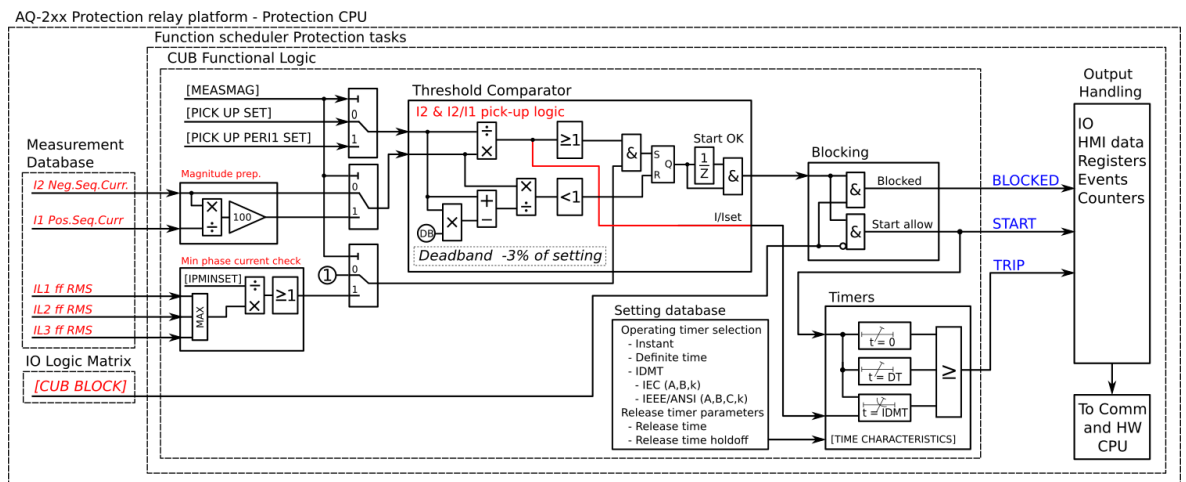 AQ-2xx Protection relay platform - Protection CPU
Function scheduler Protection tasks
CUB Functional Logic
[MEASMAG]
[PICK UP SET]
[PICK UP PERI1 SET]
0
1
Threshold Comparator
I2 & I2/I1 pick-up logic
÷
×
≥1
&
S
R
Q
Start OK
1
Z
&
+
−
÷
×
<1
×
DB
I/Iset
Deadband -3% of setting
Measurement
Database
I2 Neg.Seq.Curr.
I1 Pos.Seq.Curr
IL1 ff RMS
IL2 ff RMS
IL3 ff RMS
Magnitude prep.
×
÷
100
0
1
Min phase current check
[IPMINSET]
÷
×
≥1
MAX
1
0
1
IO Logic Matrix
[CUB BLOCK]
Blocking
&
Blocked
&
Start allow
BLOCKED
START
TRIP
Setting database
Operating timer selection
- Instant
- Definite time
- IDMT
- IEC (A,B,k)
- IEEE/ANSI (A,B,C,k)
Release timer parameters
- Release time
- Release time holdoff
Timers
t = 0
t = DT
t = IDMT
≥
[TIME CHARACTERISTICS]
Output
Handling
IO
HMI data
Registers
Events
Counters
To Comm
and HW
CPU